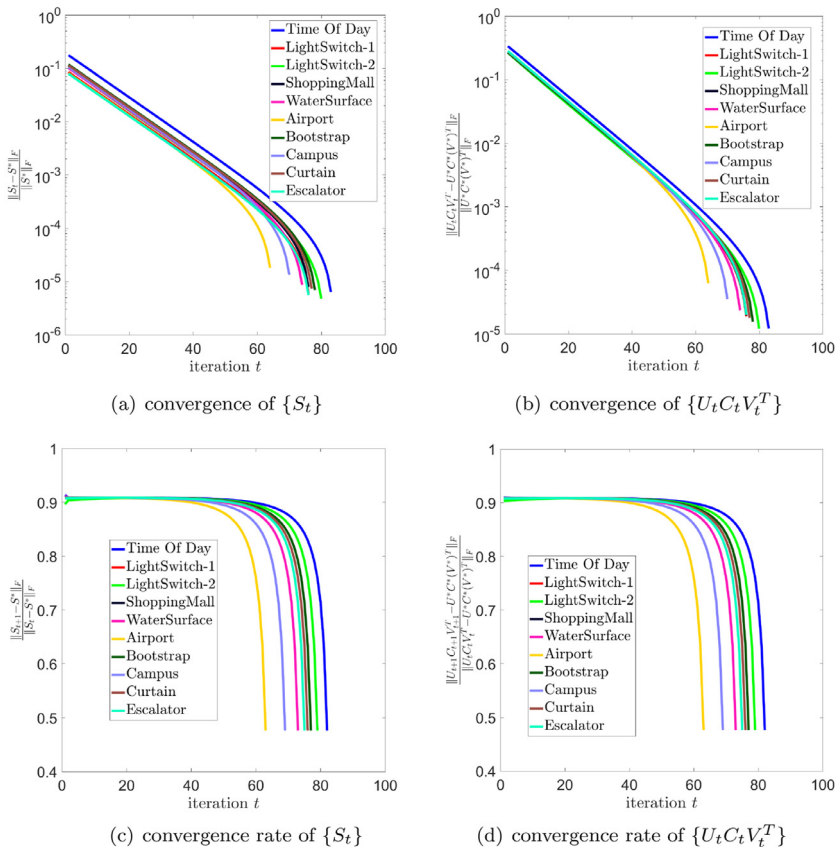 10^0
10^-1
10^-2
10^-3
10^-4
10^-5
10^-6
‖S_t−S*‖_F / ‖S*‖_F
Time Of Day
LightSwitch-1
LightSwitch-2
ShoppingMall
WaterSurface
Airport
Bootstrap
Campus
Curtain
Escalator
0 20 40 60 80 100
iteration t
(a) convergence of {S_t}
10^0
10^-1
10^-2
10^-3
10^-4
10^-5
‖U_tC_tV_t^T−U*C*(V*)^T‖_F / ‖U*C*(V*)^T‖_F
Time Of Day
LightSwitch-1
LightSwitch-2
ShoppingMall
WaterSurface
Airport
Bootstrap
Campus
Curtain
Escalator
0 20 40 60 80 100
iteration t
(b) convergence of {U_tC_tV_t^T}
1
0.9
0.8
0.7
0.6
0.5
0.4
‖S_{t+1}−S*‖_F / ‖S_t−S*‖_F
Time Of Day
LightSwitch-1
LightSwitch-2
ShoppingMall
WaterSurface
Airport
Bootstrap
Campus
Curtain
Escalator
0 20 40 60 80 100
iteration t
(c) convergence rate of {S_t}
1
0.9
0.8
0.7
0.6
0.5
0.4
‖U_{t+1}C_{t+1}V_{t+1}^T−U*C*(V*)^T‖_F / ‖U_tC_tV_t^T−U*C*(V*)^T‖_F
Time Of Day
LightSwitch-1
LightSwitch-2
ShoppingMall
WaterSurface
Airport
Bootstrap
Campus
Curtain
Escalator
0 20 40 60 80 100
iteration t
(d) convergence rate of {U_tC_tV_t^T}